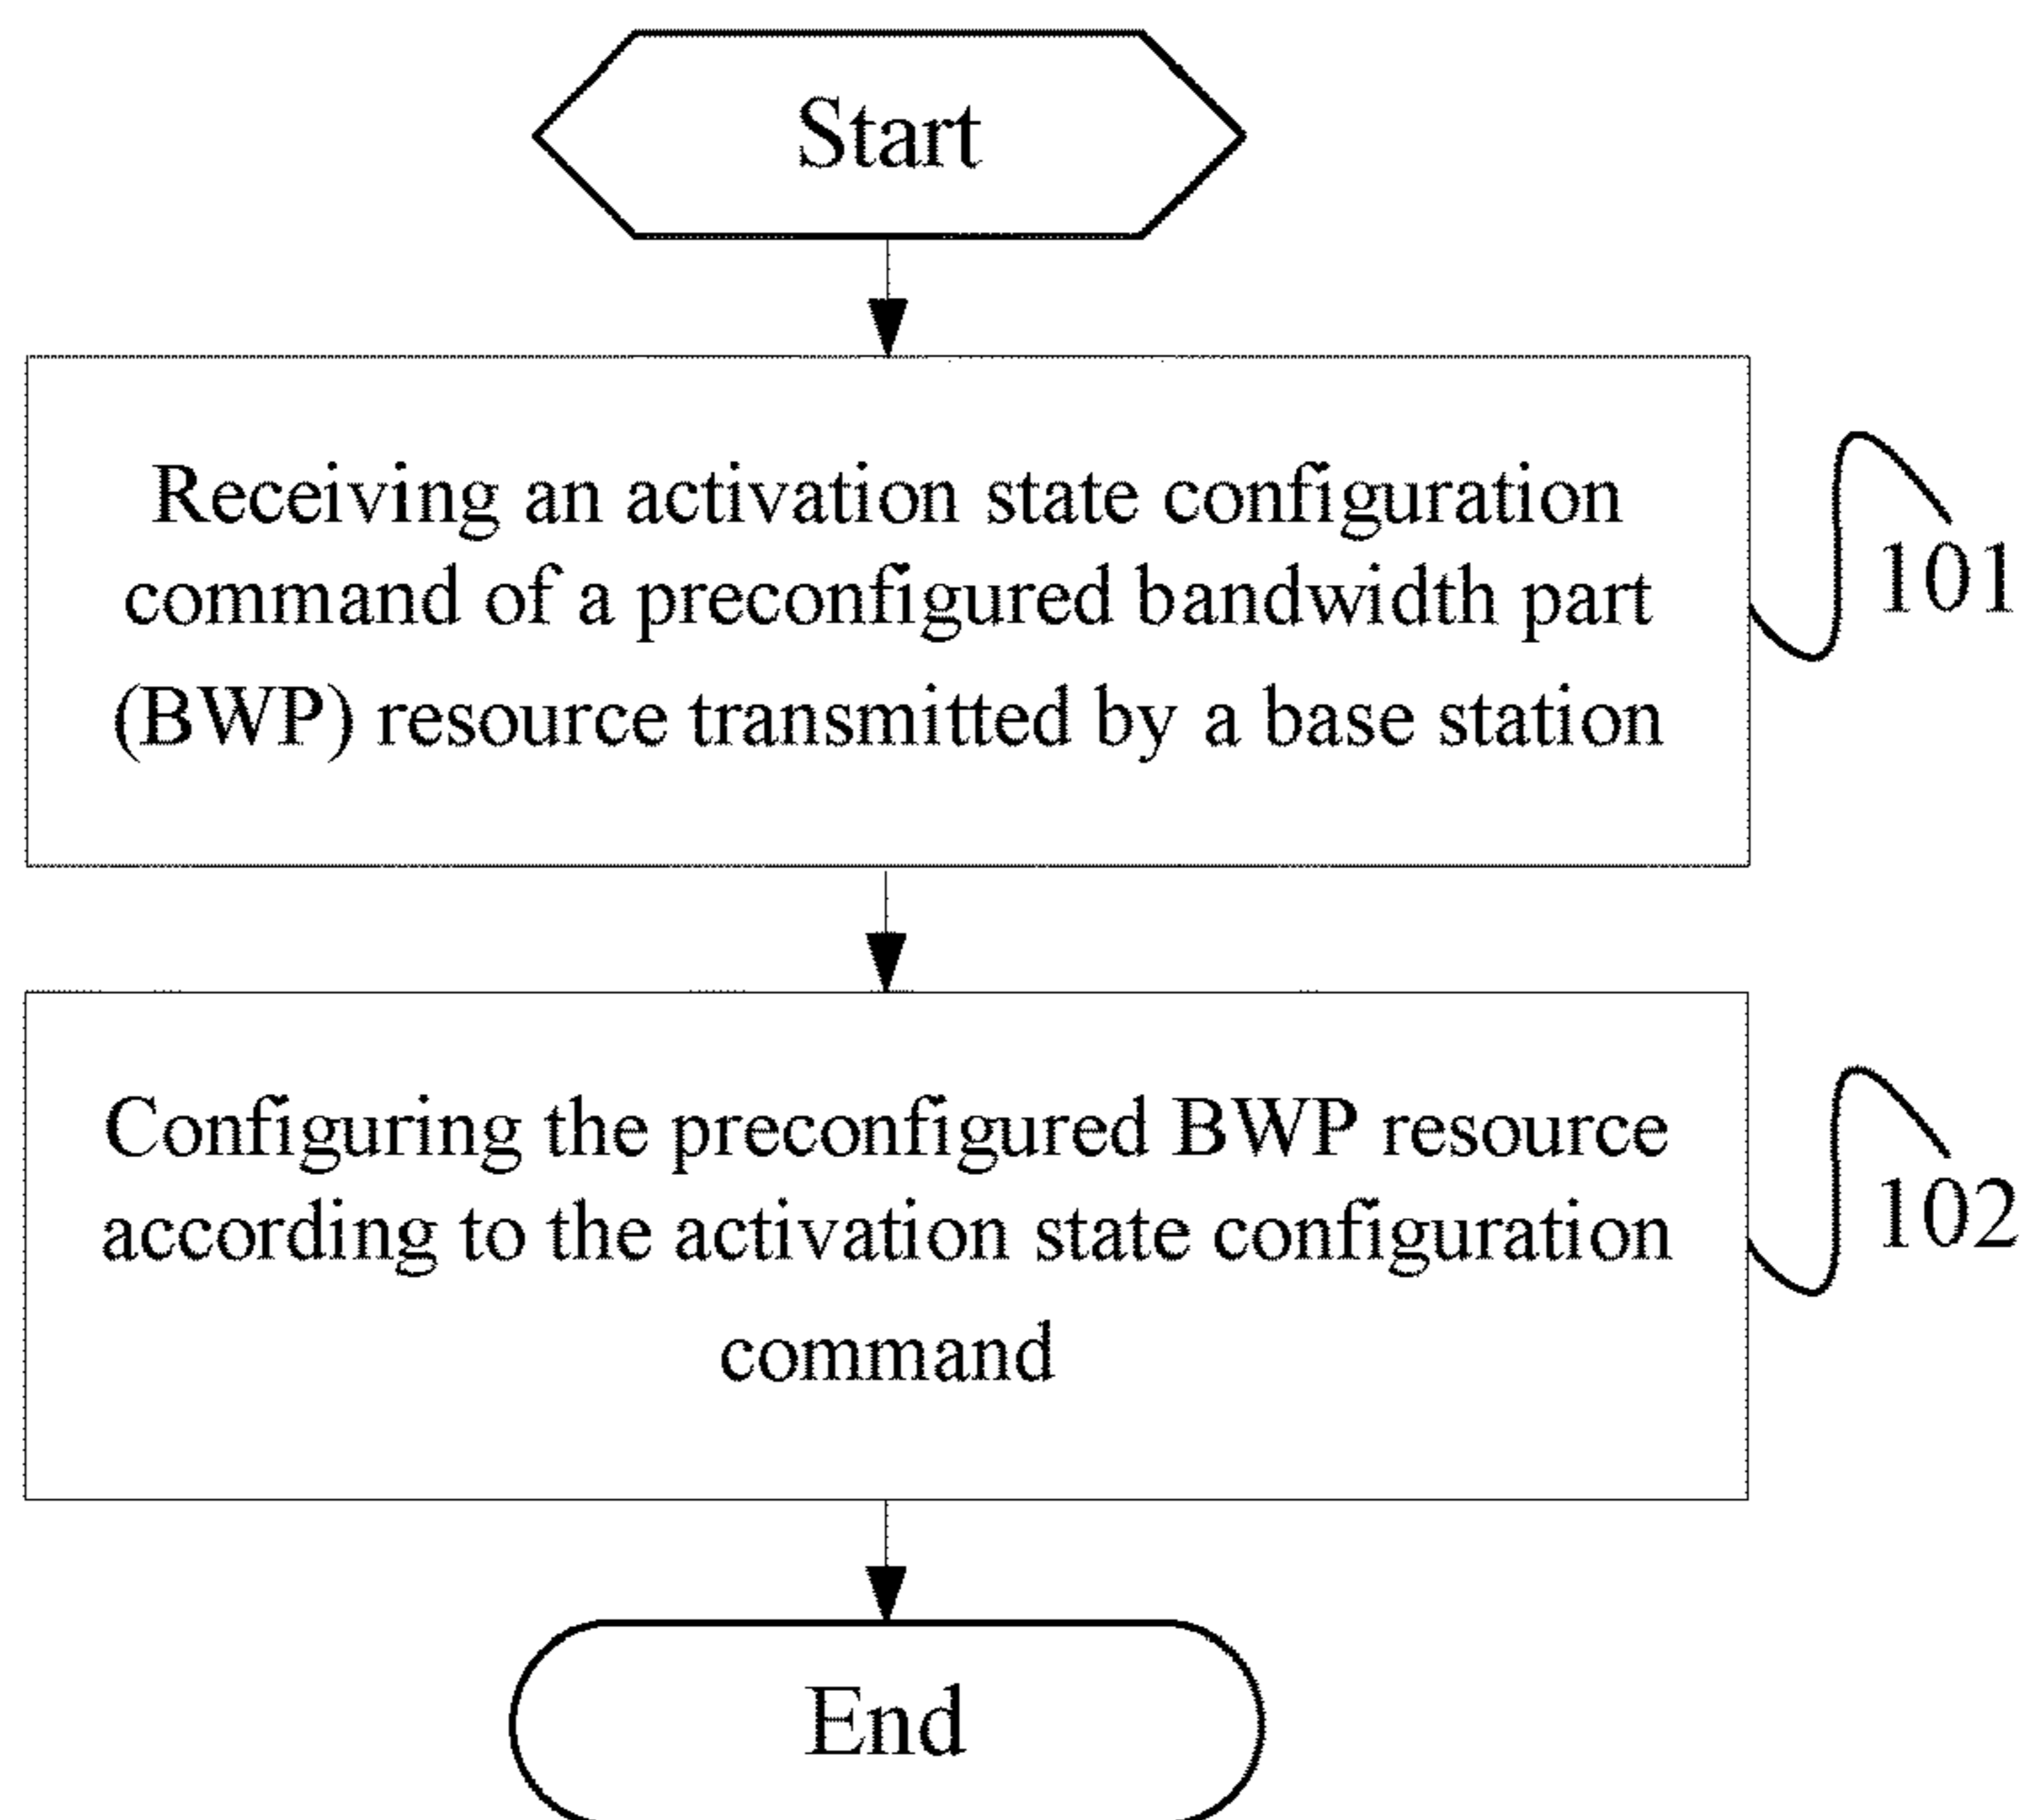 Start
Receiving an activation state configuration
command of a preconfigured bandwidth part
(BWP) resource transmitted by a base station
101
Configuring the preconfigured BWP resource
according to the activation state configuration
command
102
End